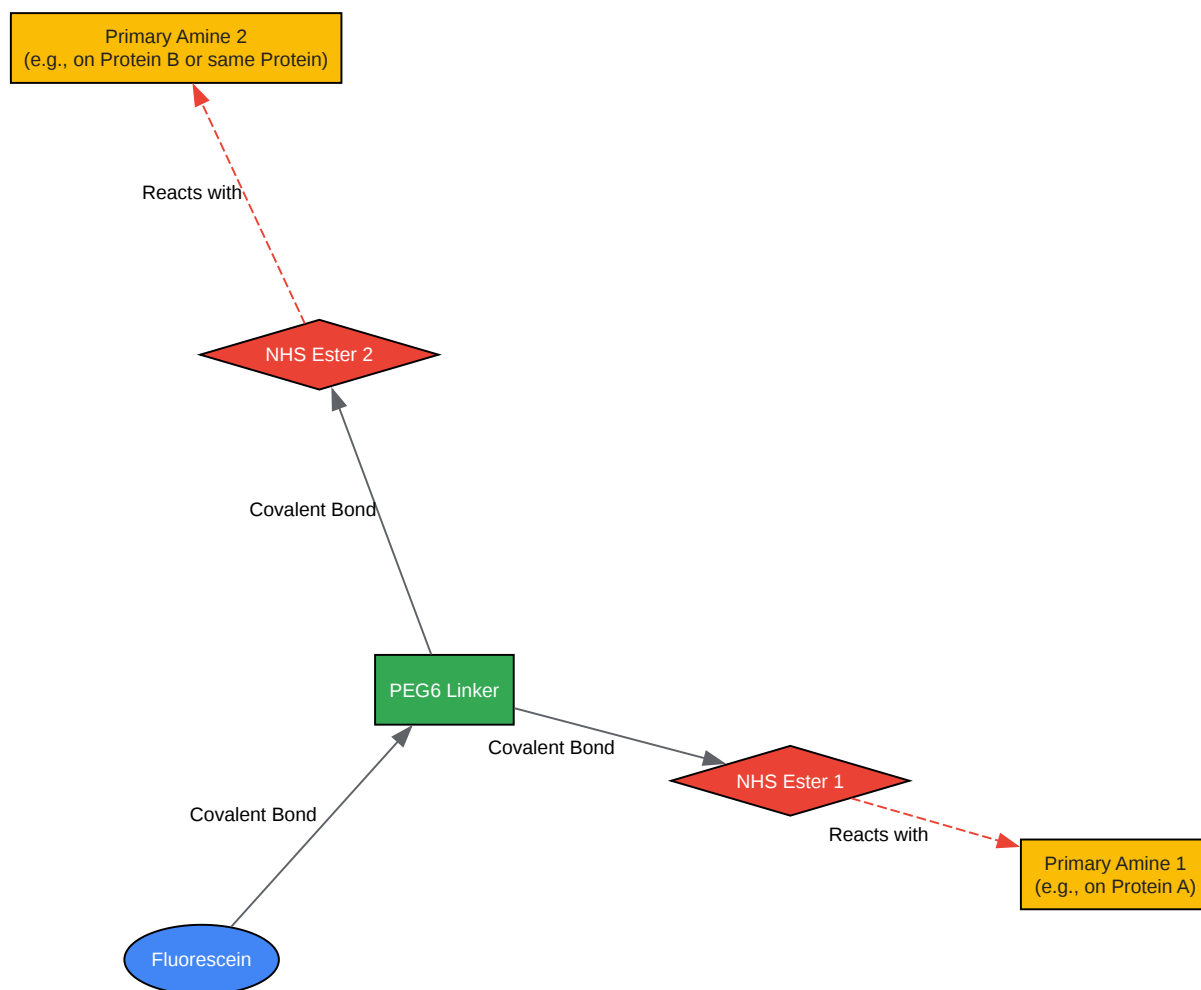 Primary Amine 2
(e.g., on Protein B or same Protein)
Reacts with
NHS Ester 2
Covalent Bond
PEG6 Linker
Covalent Bond
NHS Ester 1
Covalent Bond
Reacts with
Primary Amine 1
(e.g., on Protein A)
Fluorescein